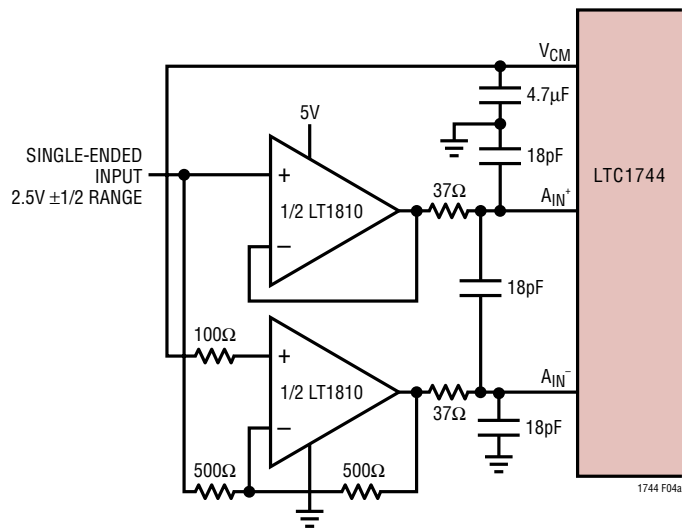 V_CM
4.7µF
5V
SINGLE-ENDED
INPUT
2.5V ±1/2 RANGE
+
1/2 LT1810
–
18pF
LTC1744
37Ω
A_IN⁺
18pF
100Ω
+
1/2 LT1810
–
A_IN⁻
37Ω
18pF
500Ω
500Ω
1744 F04a